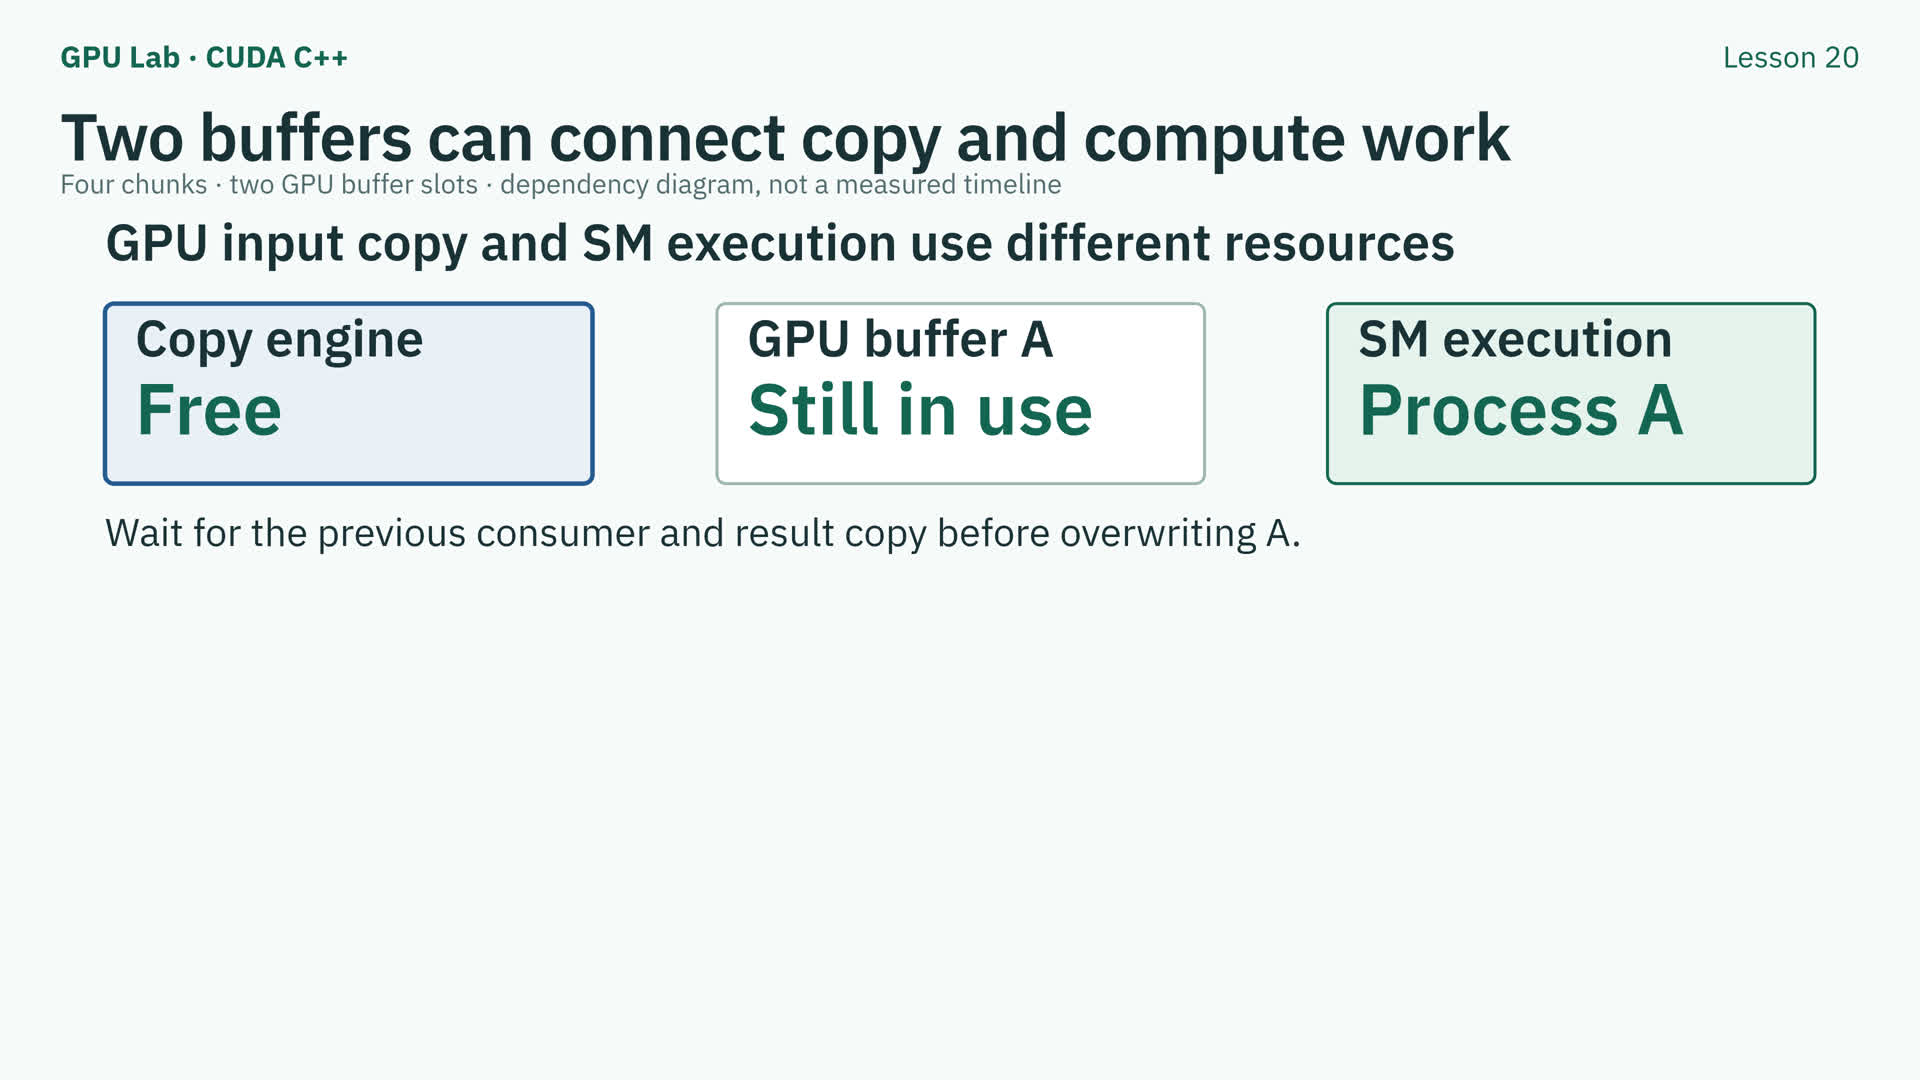 GPU Lab · CUDA C++
Lesson 20
Two buffers can connect copy and compute work
Four chunks · two GPU buffer slots · dependency diagram, not a measured timeline
GPU input copy and SM execution use different resources
Copy engine
Free
GPU buffer A
Still in use
SM execution
Process A
Wait for the previous consumer and result copy before overwriting A.